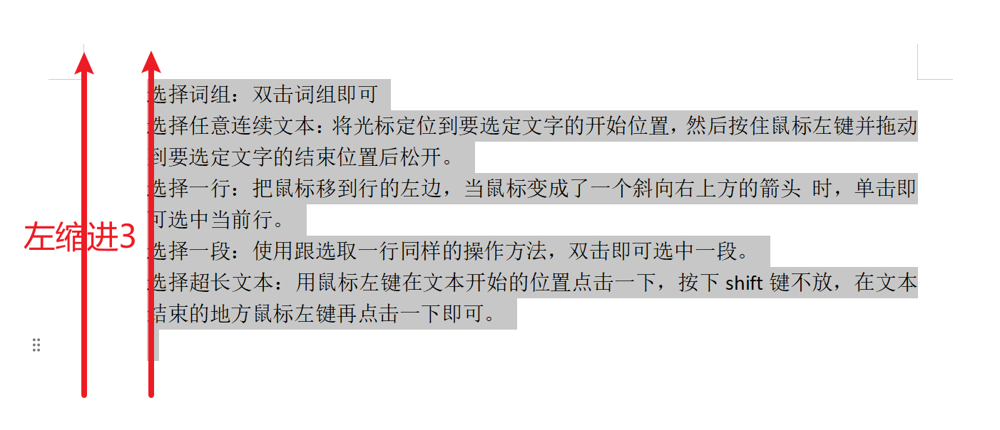 选择词组：双击词组即可
选择任意连续文本：将光标定位到要选定文字的开始位置，然后按住鼠标左键并拖动
到要选定文字的结束位置后松开。
选择一行：把鼠标移到行的左边，当鼠标变成了一个斜向右上方的箭头 时，单击即
可选中当前行。
左缩进3
选择一段：使用跟选取一行同样的操作方法，双击即可选中一段。
选择超长文本：用鼠标左键在文本开始的位置点击一下，按下 shift 键不放，在文本
结束的地方鼠标左键再点击一下即可。